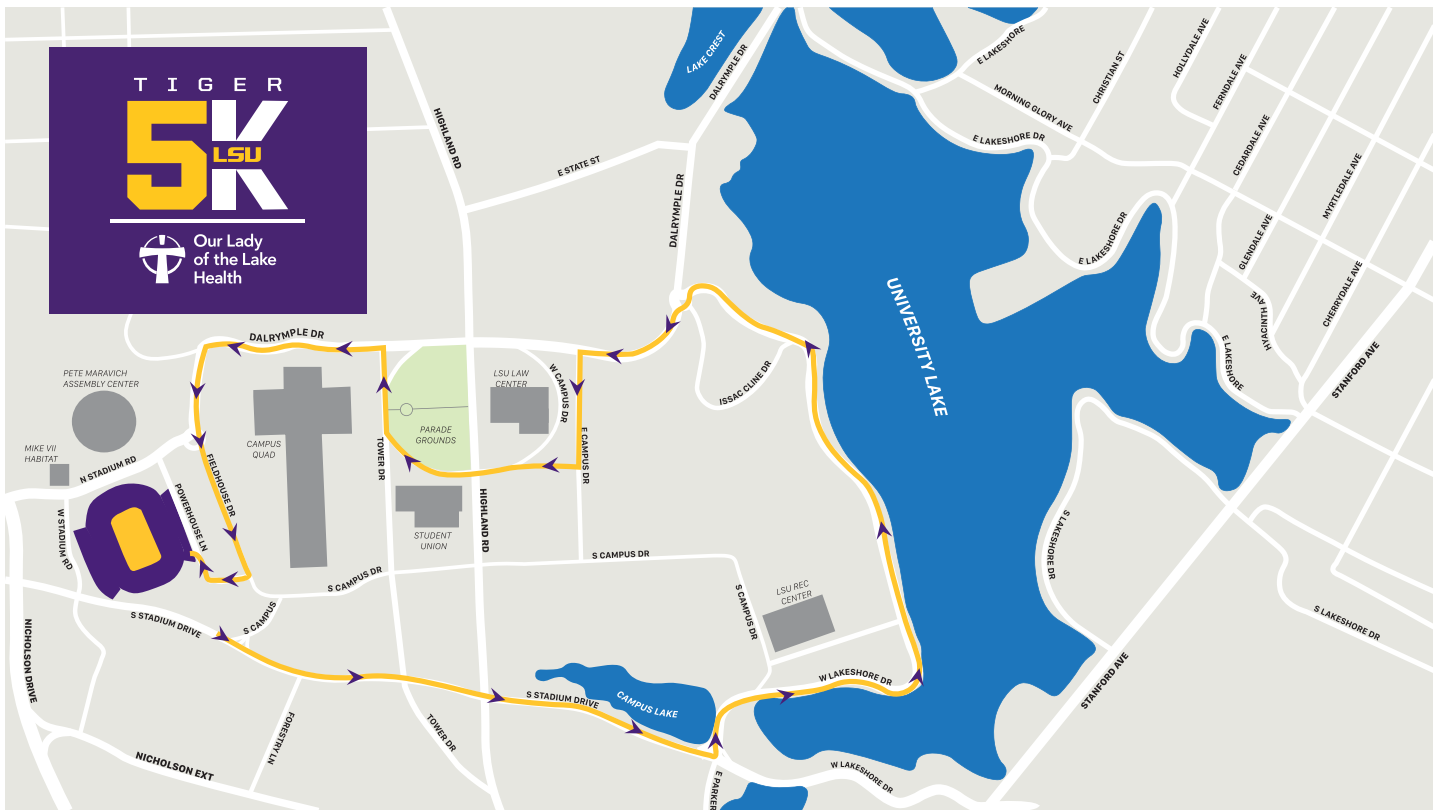 TIGER
5K
LSU
Our Lady
of the Lake
Health
LAKE CREST
DALRYMPLE DR
E LAKESHORE
HOLLYDALE AVE
CHRISTIAN ST
FERNDALE AVE
MORNING GLORY AVE
HIGHLAND RD
E LAKESHORE DR
CEDARDALE AVE
E STATE ST
MYRTLEDALE AVE
DALRYMPLE DR
E LAKESHORE DR
GLENDALE AVE
CHERRYDALE AVE
HYACINTH AVE
UNIVERSITY LAKE
DALRYMPLE DR
E LAKESHORE
STANFORD AVE
PETE MARAVICH
ASSEMBLY CENTER
LSU LAW
CENTER
W CAMPUS DR
ISSAC CLINE DR
PARADE
GROUNDS
CAMPUS
QUAD
TOWER DR
E CAMPUS DR
MIKE VII
HABITAT
N STADIUM RD
FIELDHOUSE DR
POWERHOUSE LN
W STADIUM RD
HIGHLAND RD
STUDENT
UNION
S LAKESHORE DR
S CAMPUS DR
S CAMPUS DR
S CAMPUS DR
LSU REC
CENTER
S STADIUM DRIVE
S CAMPUS
S LAKESHORE DR
NICHOLSON DRIVE
W LAKESHORE DR
STANFORD AVE
S STADIUM DRIVE
CAMPUS LAKE
FORESTRY LN
TOWER DR
NICHOLSON EXT
W LAKESHORE DR
E PARKER